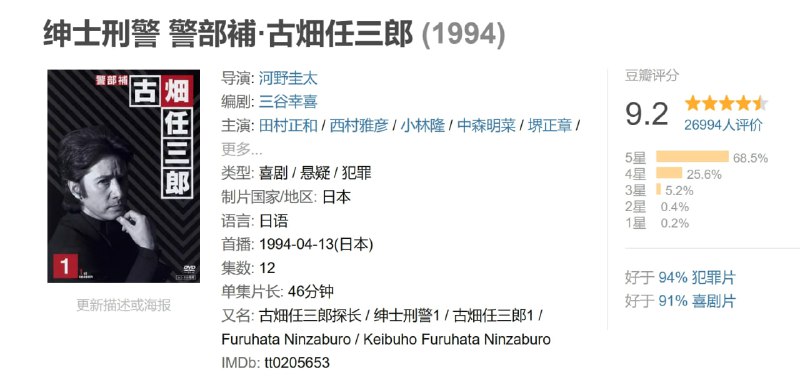 绅士刑警 警部補·古畑任三郎 (1994)
警部補
古畑
任三郎
1
DVD
更新描述或海报
导演: 河野圭太
编剧: 三谷幸喜
主演: 田村正和 / 西村雅彦 / 小林隆 / 中森明菜 / 堺正章 /
更多...
类型: 喜剧 / 悬疑 / 犯罪
制片国家/地区: 日本
语言: 日语
首播: 1994-04-13(日本)
集数: 12
单集片长: 46分钟
又名: 古畑任三郎探长 / 绅士刑警1 / 古畑任三郎1 /
Furuhata Ninzaburo / Keibuho Furuhata Ninzaburo
IMDb: tt0205653
豆瓣评分
9.2
26994人评价
5星 68.5%
4星 25.6%
3星 5.2%
2星 0.4%
1星 0.2%
好于 94% 犯罪片
好于 91% 喜剧片